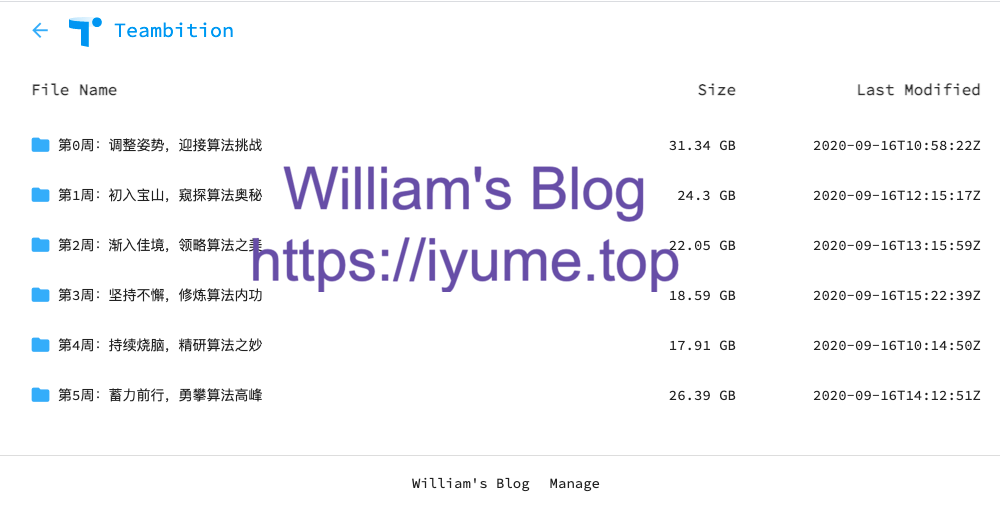 Teambition
File Name Size Last Modified
第0周：调整姿势，迎接算法挑战 31.34 GB 2020-09-16T10:58:22Z
第1周：初入宝山，窥探算法奥秘 24.3 GB 2020-09-16T12:15:17Z
William's Blog
第2周：渐入佳境，领略算法之美 22.05 GB 2020-09-16T13:15:59Z
https://iyume.top
第3周：坚持不懈，修炼算法内功 18.59 GB 2020-09-16T15:22:39Z
第4周：持续烧脑，精研算法之妙 17.91 GB 2020-09-16T10:14:50Z
第5周：蓄力前行，勇攀算法高峰 26.39 GB 2020-09-16T14:12:51Z
William's Blog Manage